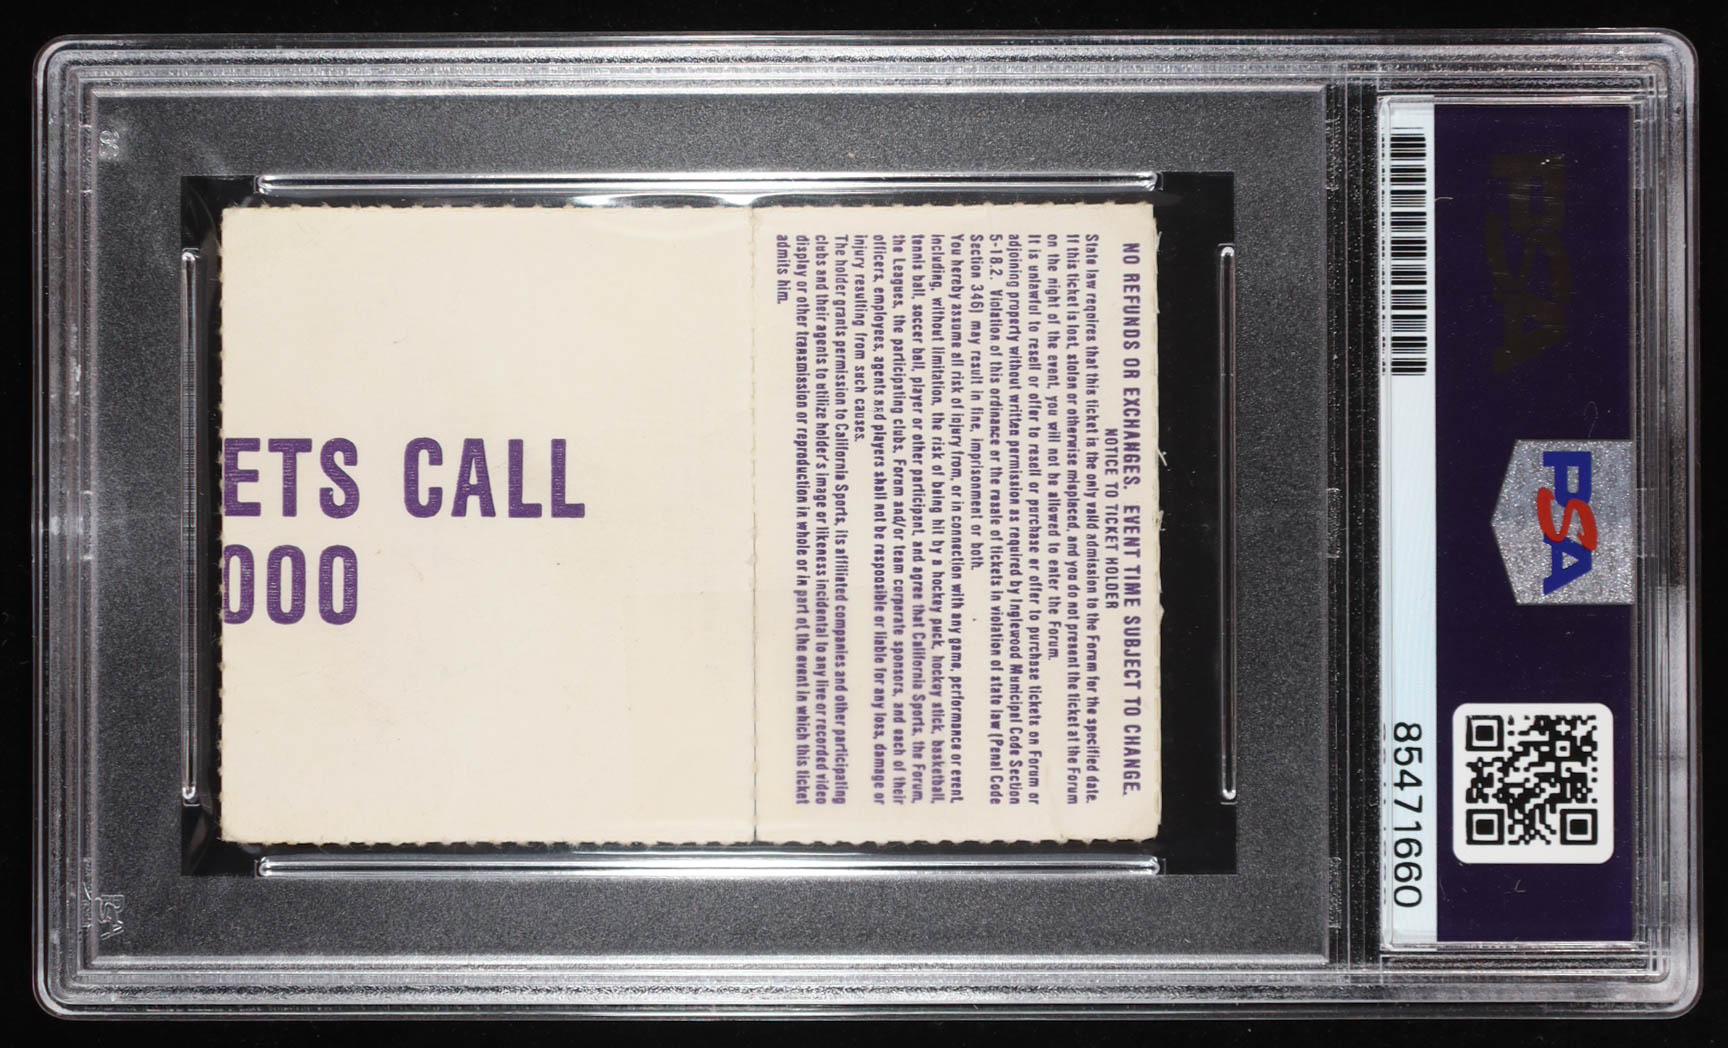 ETS CALL
000
NO REFUNDS OR EXCHANGES. EVENT TIME SUBJECT TO CHANGE.
NOTICE TO TICKET HOLDER
State law requires that this ticket is the only valid admission to the Forum for the specified date.
If this ticket is lost, stolen or otherwise misplaced, and you do not present the ticket at the Forum
on the night of the event, you will not be allowed to enter the Forum.
It is unlawful to resell or offer to resell or purchase or offer to purchase tickets on Forum or
adjoining property without written permission as required by Inglewood Municipal Code Section
5-18.2. Violation of this ordinance or the resale of tickets in violation of state law (Penal Code
Section 346) may result in fine, imprisonment or both.
You hereby assume all risk of injury from, or in connection with any game, performance or event,
including, without limitation, the risk of being hit by a hockey puck, hockey stick, basketball,
tennis ball, soccer ball, player or other participant, and agree that California Sports, the Forum,
the Leagues, the participating clubs, Forum and/or team corporate sponsors, and each of their
officers, employees, agents and players shall not be responsible or liable for any loss, damage or
injury resulting from such causes.
The holder grants permission to California Sports, its affiliated companies and other participating
clubs and their agents to utilize holder's image or likeness incidental to any live or recorded video
display or other transmission or reproduction in whole or in part of, the event in which this ticket
admits him.
PSA
PSA
85471660
PSA